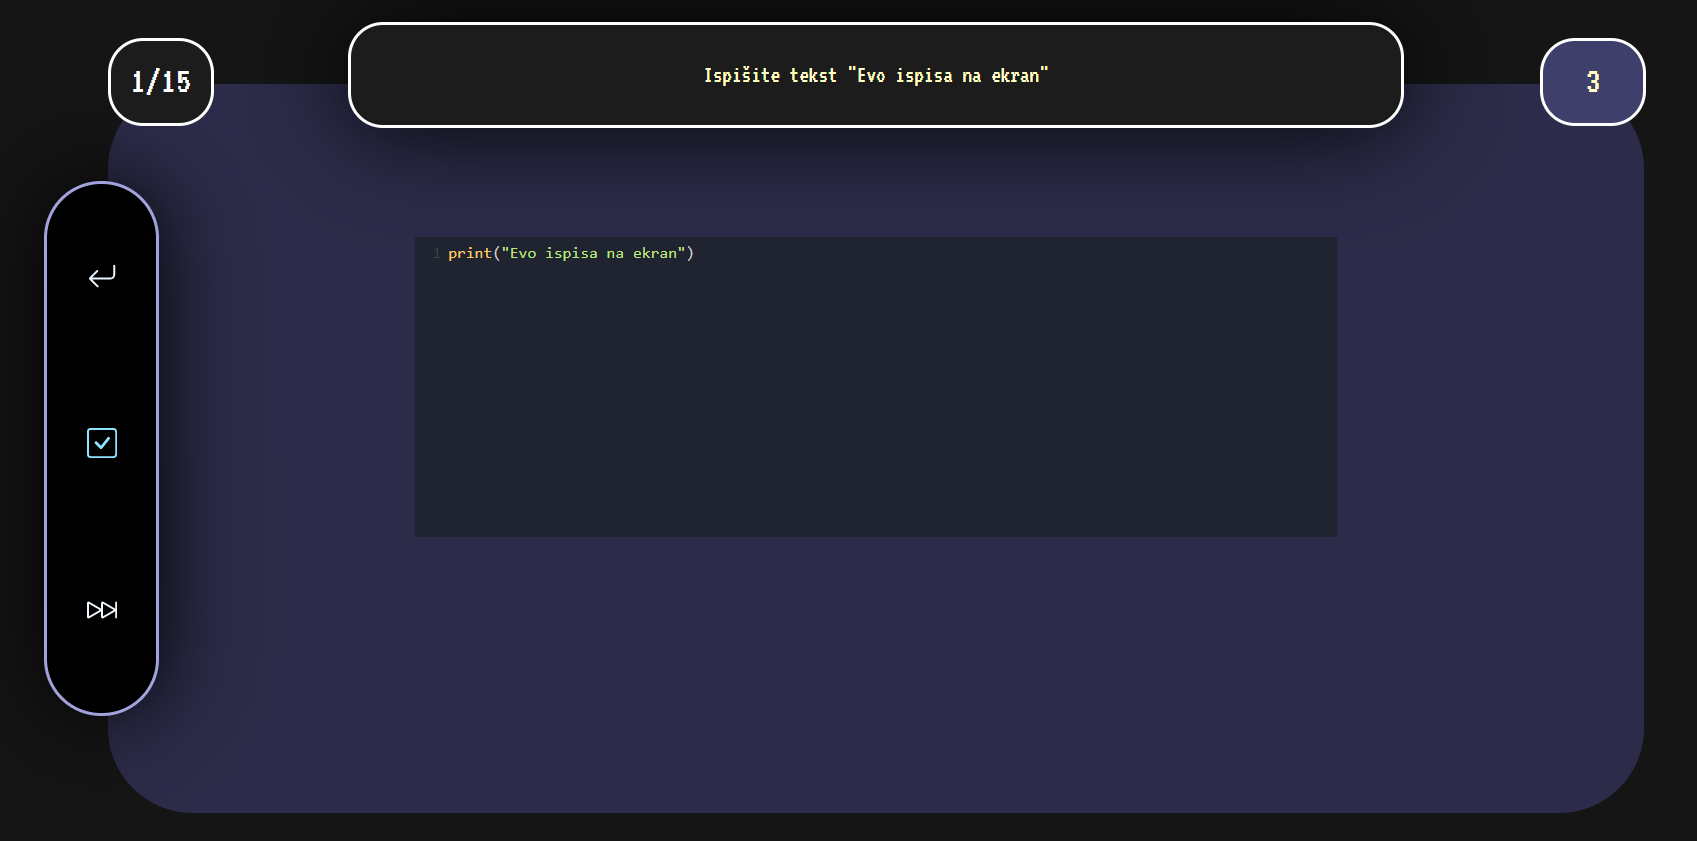 1/15
Ispišite tekst "Evo ispisa na ekran"
3
1 print("Evo ispisa na ekran")